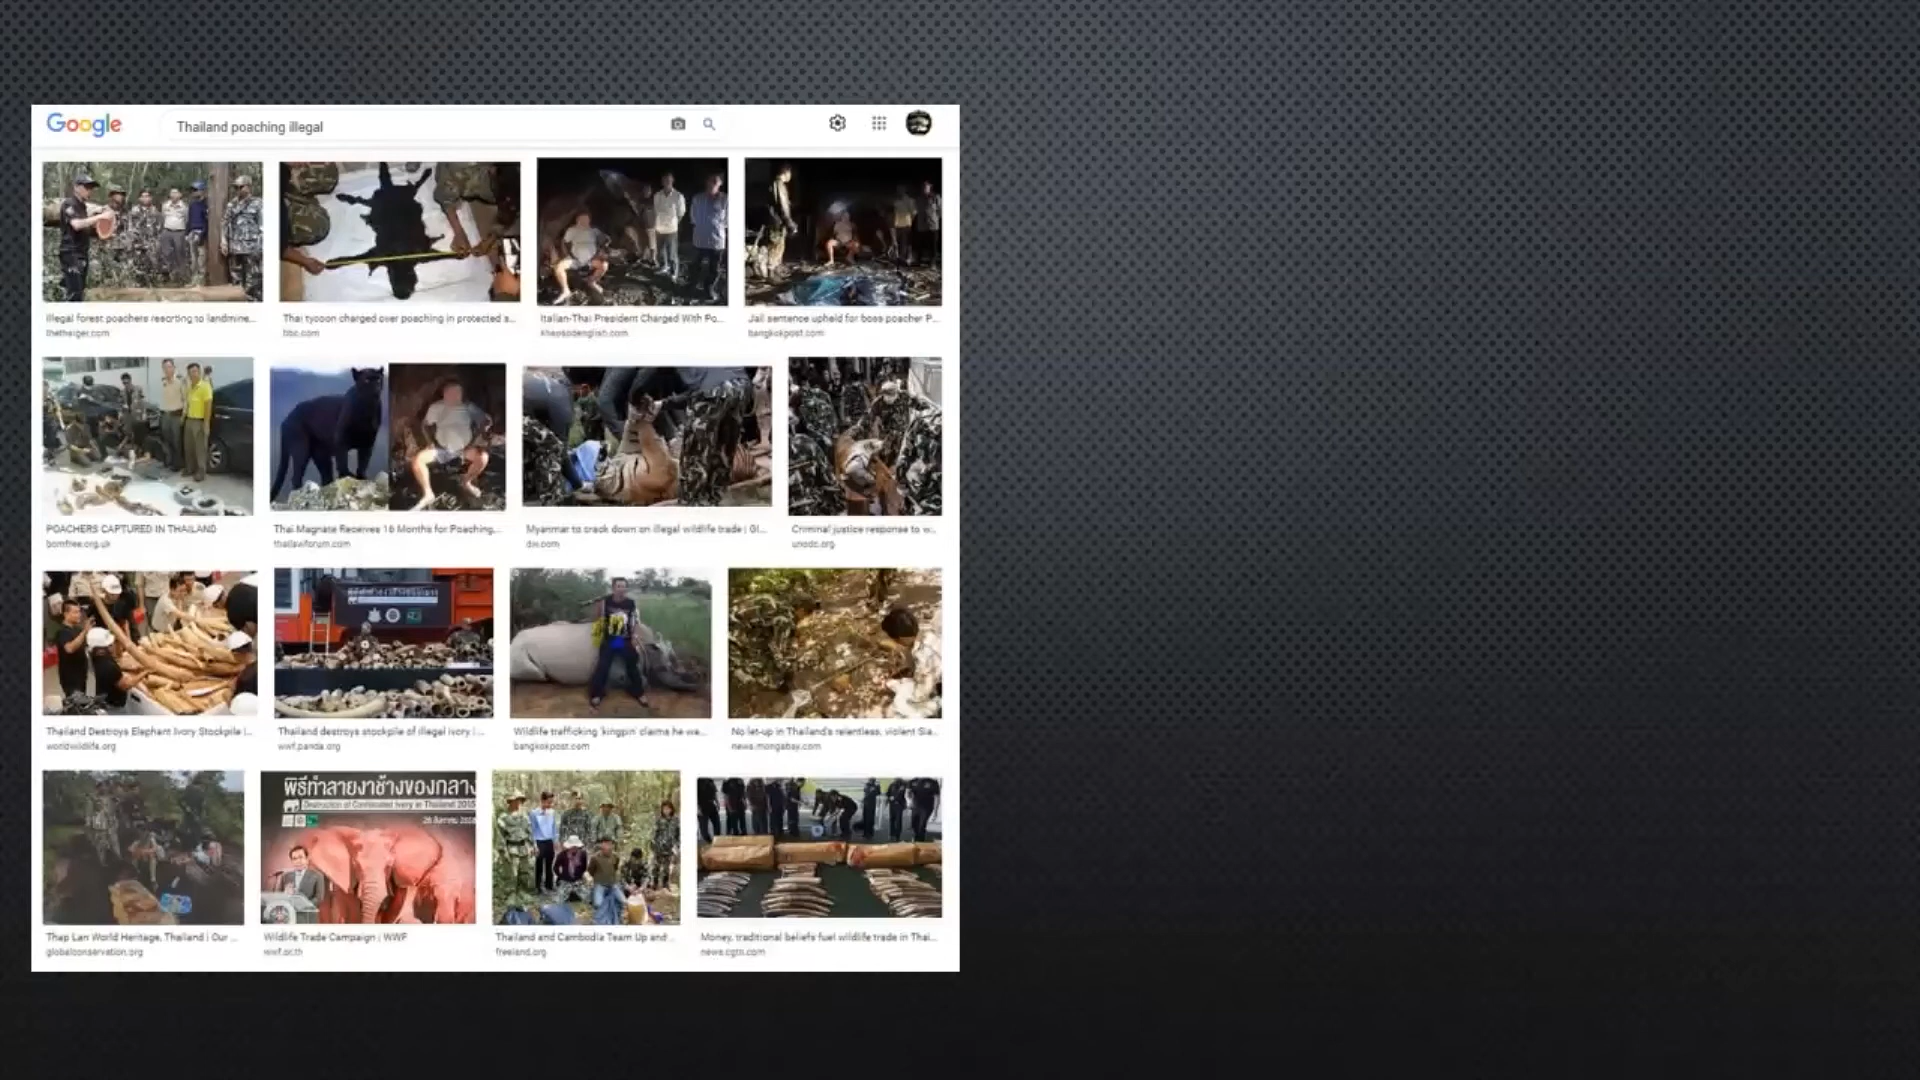 Google
Thailand poaching illegal
Illegal forest poachers resorting to landmine...
thethaiger.com
Thai tycoon charged over poaching in protected s...
bbc.com
Italian-Thai President Charged With Po...
khaosodenglish.com
Jail sentence upheld for boss poacher P...
bangkokpost.com
POACHERS CAPTURED IN THAILAND
bornfree.org.uk
Thai Magnate Receives 16 Months for Poaching,...
thailawforum.com
Myanmar to crack down on illegal wildlife trade | Gl...
dw.com
Criminal justice response to w...
unodc.org
Thailand Destroys Elephant Ivory Stockpile |...
worldwildlife.org
Thailand destroys stockpile of illegal ivory | ...
wwf.panda.org
Wildlife trafficking 'kingpin' claims he wa...
bangkokpost.com
No let-up in Thailand's relentless, violent Sia...
news.mongabay.com
พิธีทำลายงาช้างของกลาง
Destruction of Confiscated Ivory in Thailand 2015
Thap Lan World Heritage, Thailand | Our ...
globalconservation.org
Wildlife Trade Campaign | WWF
wwf.or.th
Thailand and Cambodia Team Up and ...
freeland.org
Money, traditional beliefs fuel wildlife trade in Thai...
news.cgtn.com